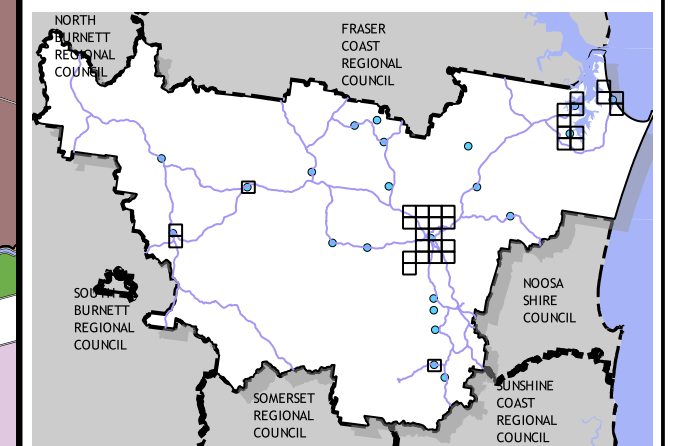 NORTH
BURNETT
REGIONAL
COUNCIL
FRASER
COAST
REGIONAL
COUNCIL
NOOSA
SHIRE
COUNCIL
SOUTH
BURNETT
REGIONAL
COUNCIL
SOMERSET
REGIONAL
COUNCIL
SUNSHINE
COAST
REGIONAL
COUNCIL